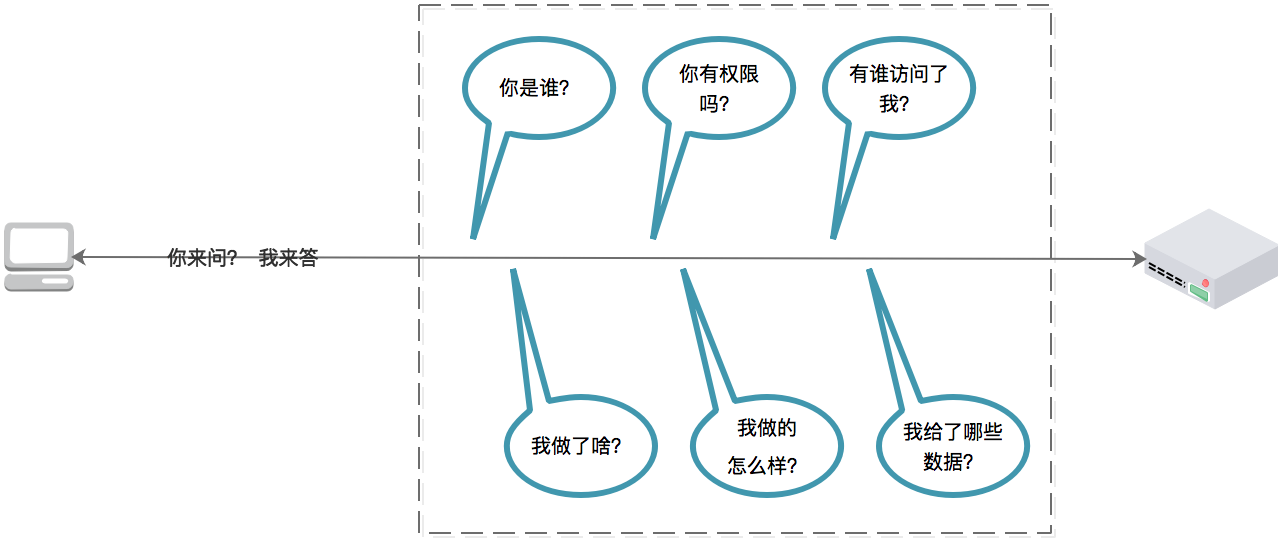 你是谁？
你有权限
吗？
有谁访问了
我？
你来问？ 我来答
我做了啥？
我做的
怎么样？
我给了哪些
数据？